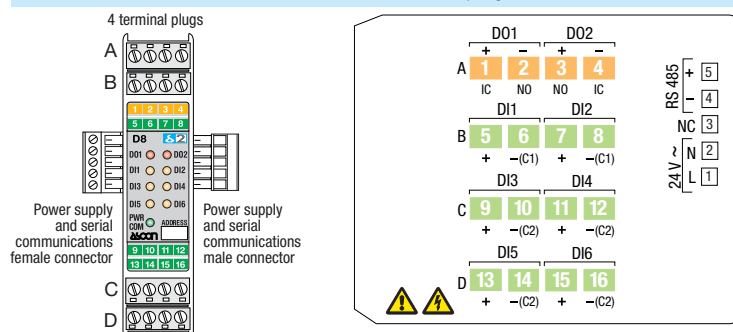 4 terminal plugs
A
B
1 2 3 4
5 6 7 8
D8
DO1 DO2
DI1 DI2
DI3 DI4
DI5 DI6
PWR
COM
ADDRESS
ascon
9 10 11 12
13 14 15 16
C
D
Power supply
and serial
communications
female connector
Power supply
and serial
communications
male connector
DO1 DO2
+ − + −
A 1 2 3 4
IC NO NO IC
DI1 DI2
B 5 6 7 8
+ −(C1) + −(C1)
DI3 DI4
C 9 10 11 12
+ −(C2) + −(C2)
DI5 DI6
D 13 14 15 16
+ −(C2) + −(C2)
RS 485
+ 5
− 4
NC 3
24 V ~
N 2
L 1